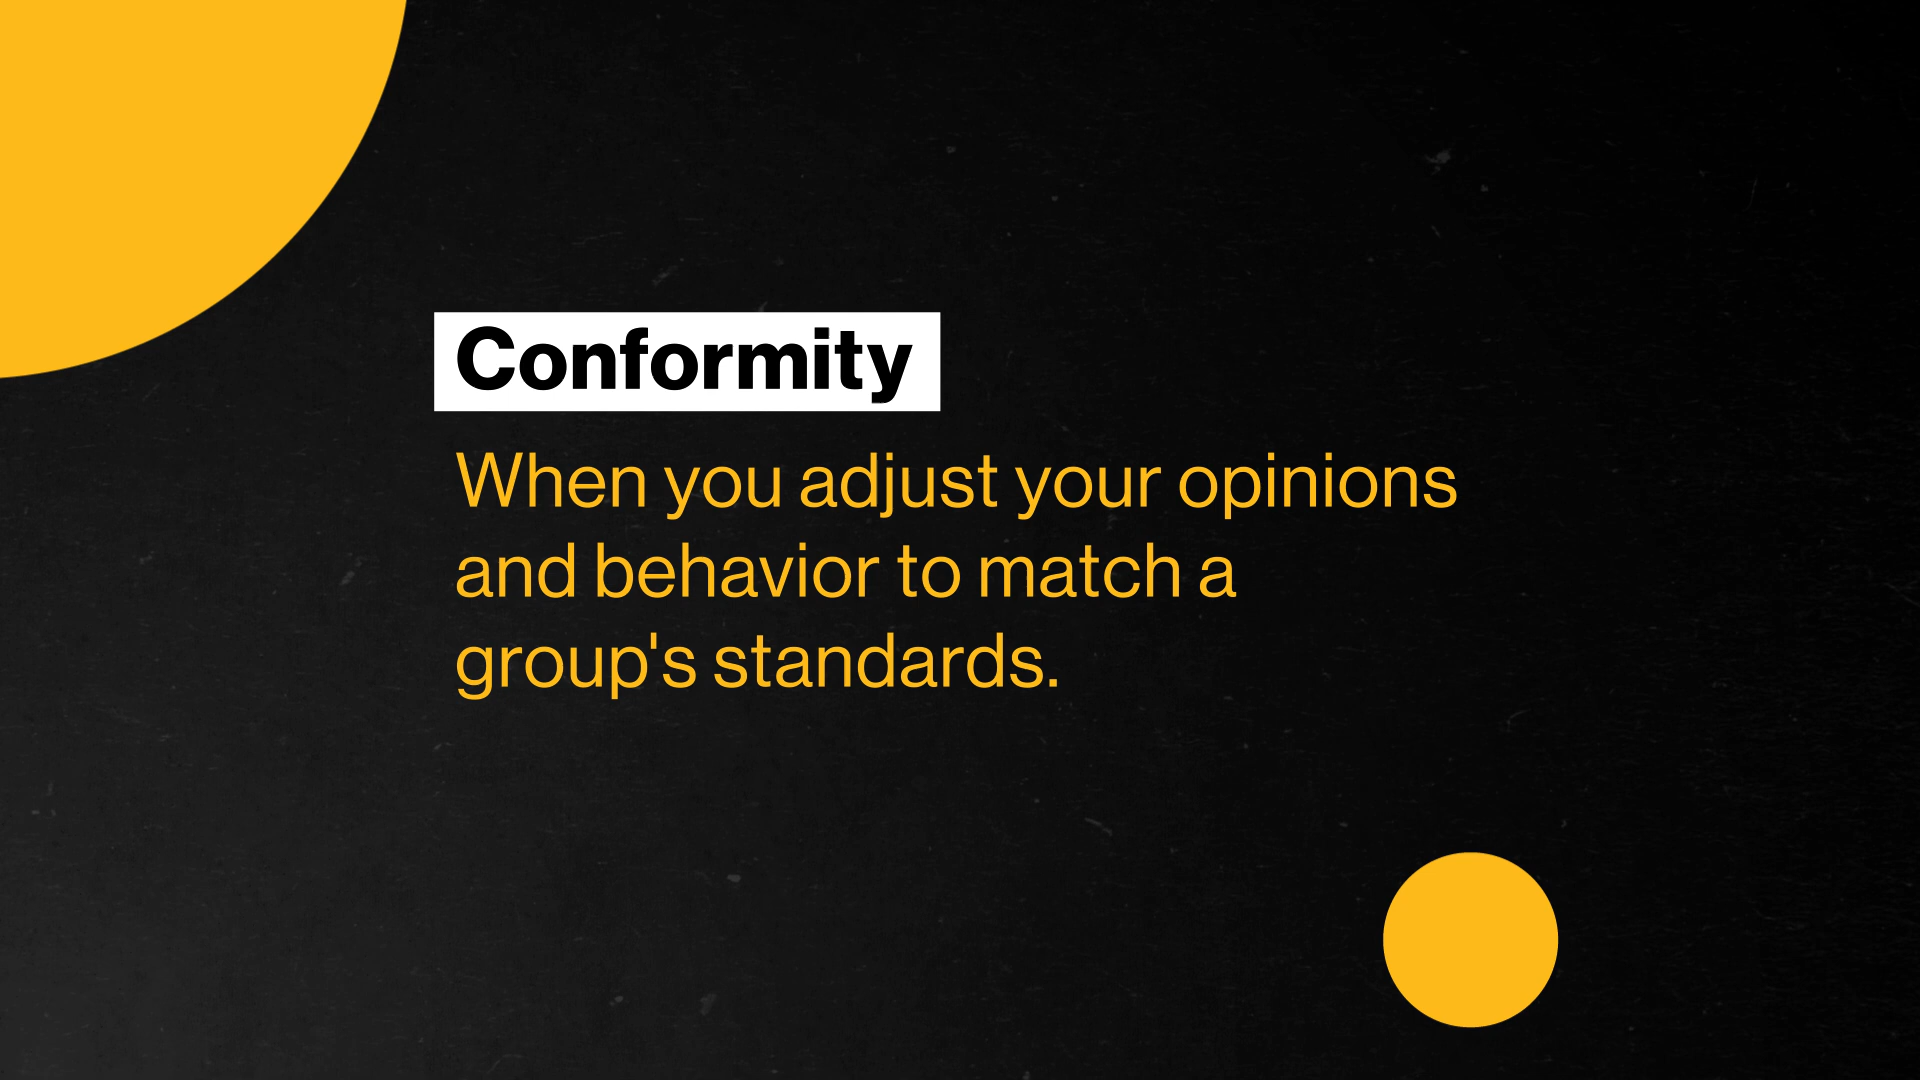 Conformity
When you adjust your opinions
and behavior to match a
group's standards.